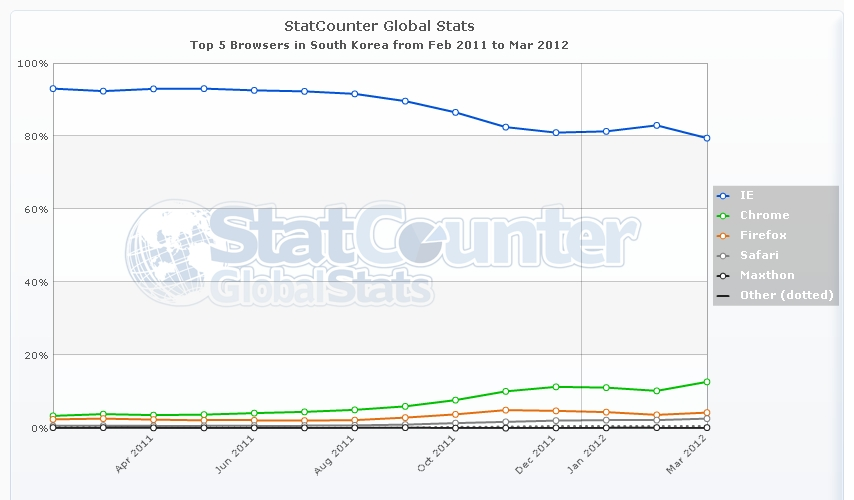 StatCounter Global Stats
Top 5 Browsers in South Korea from Feb 2011 to Mar 2012
100%
80%
60%
40%
20%
0%
StatCounter
GlobalStats
IE
Chrome
Firefox
Safari
Maxthon
Other (dotted)
Apr 2011
Jun 2011
Aug 2011
Oct 2011
Dec 2011
Jan 2012
Mar 2012